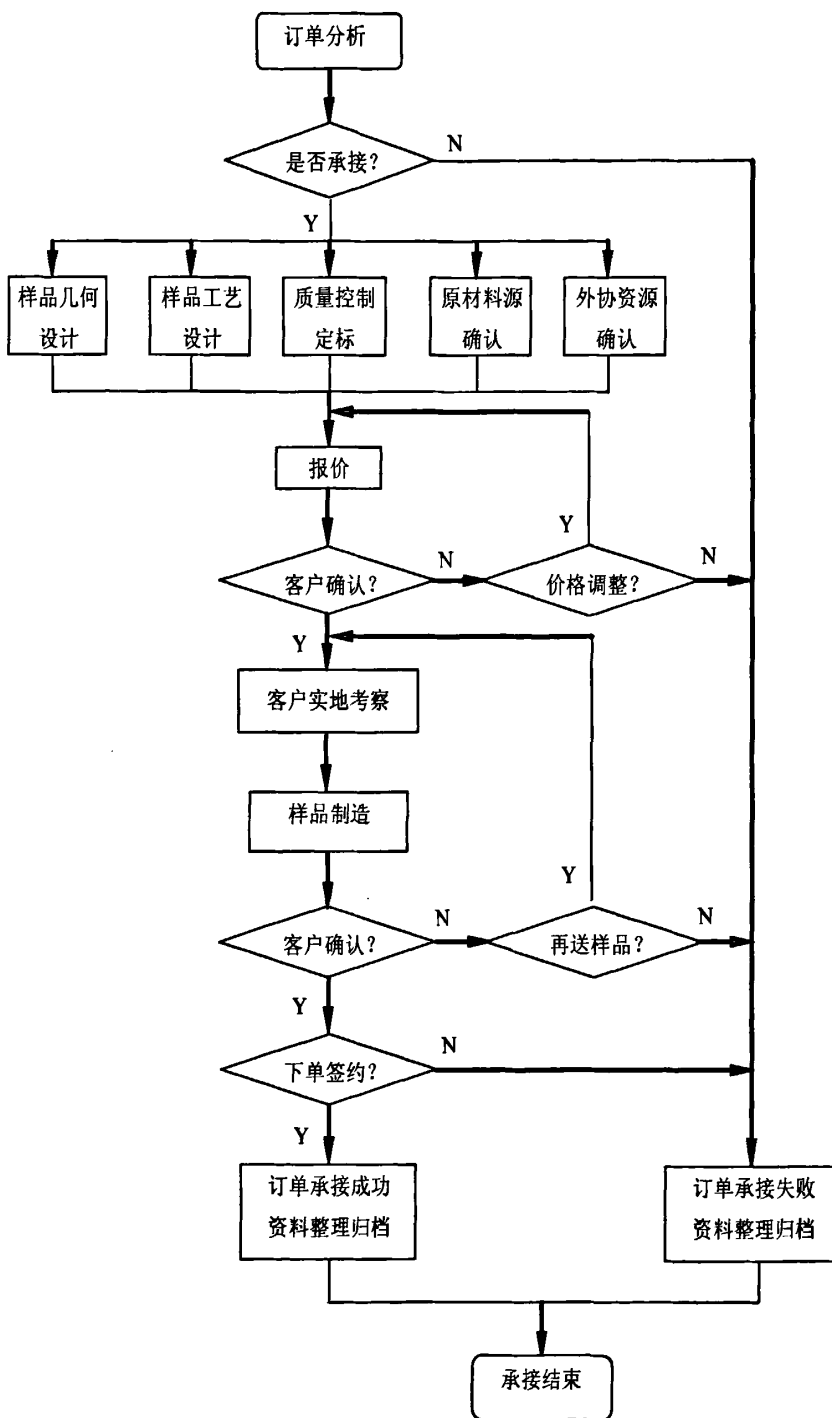 订单分析
是否承接?
N
Y
样品几何
设计
样品工艺
设计
质量控制
定标
原材料源
确认
外协资源
确认
报价
Y
客户确认?
N
价格调整?
N
Y
客户实地考察
样品制造
Y
客户确认?
N
再送样品?
N
Y
下单签约?
N
Y
订单承接成功
资料整理归档
订单承接失败
资料整理归档
承接结束